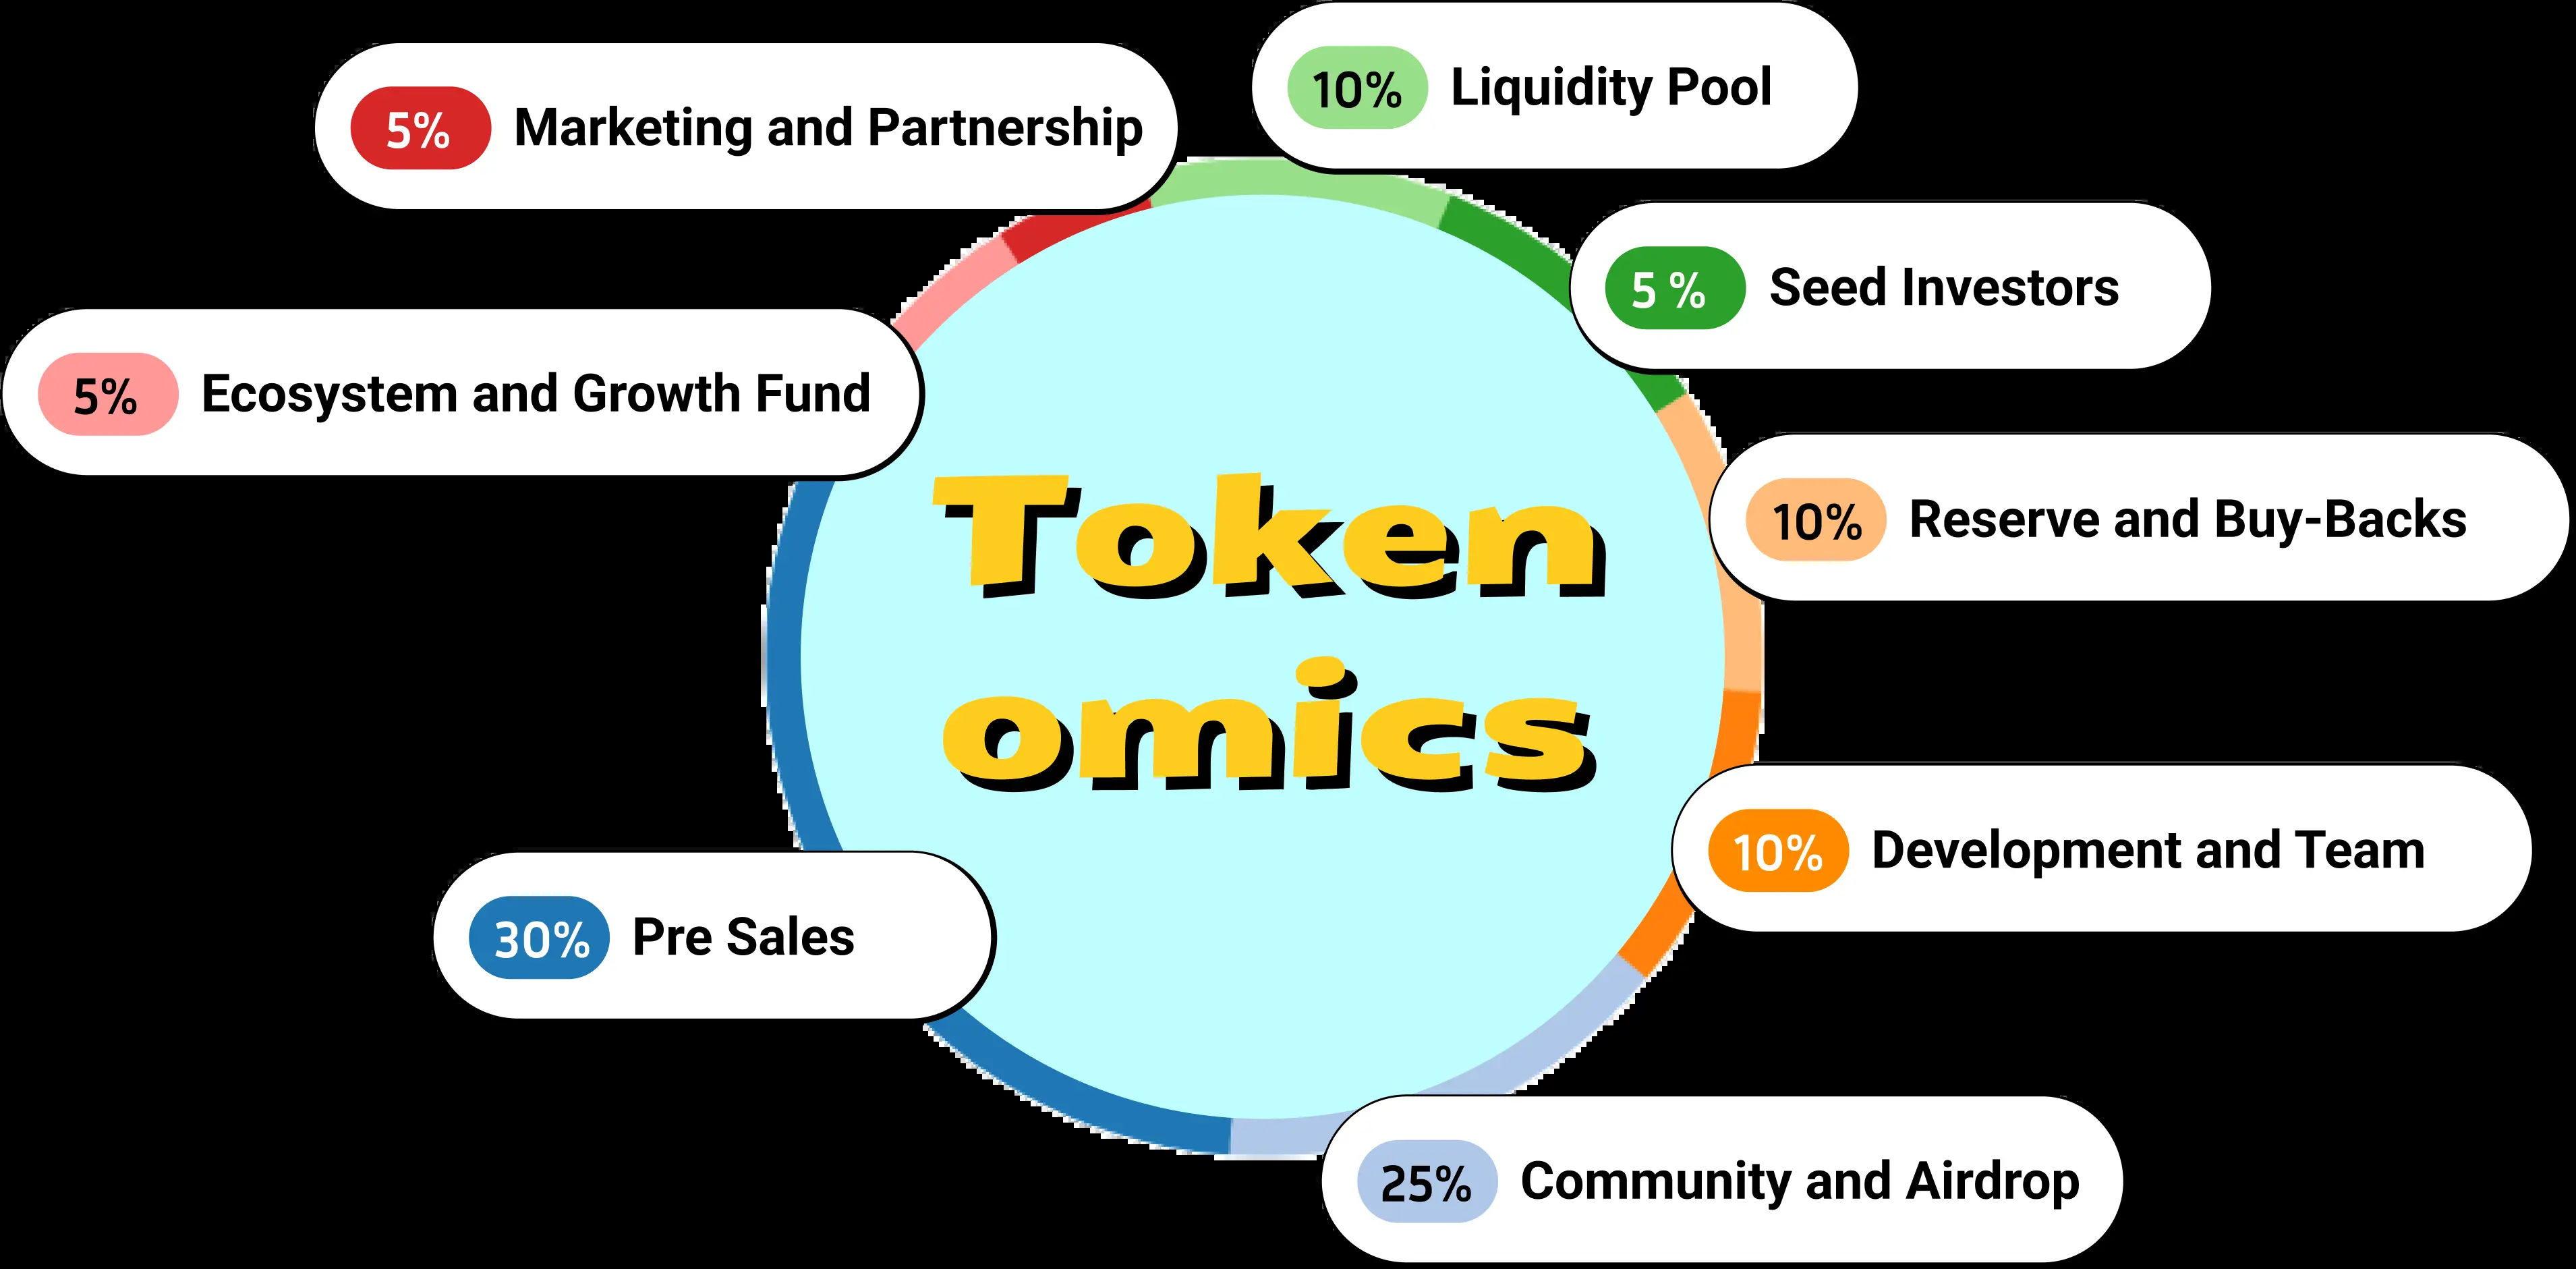 10% Liquidity Pool
5% Marketing and Partnership
5 % Seed Investors
5% Ecosystem and Growth Fund
10% Reserve and Buy-Backs
Token
omics
10% Development and Team
30% Pre Sales
25% Community and Airdrop